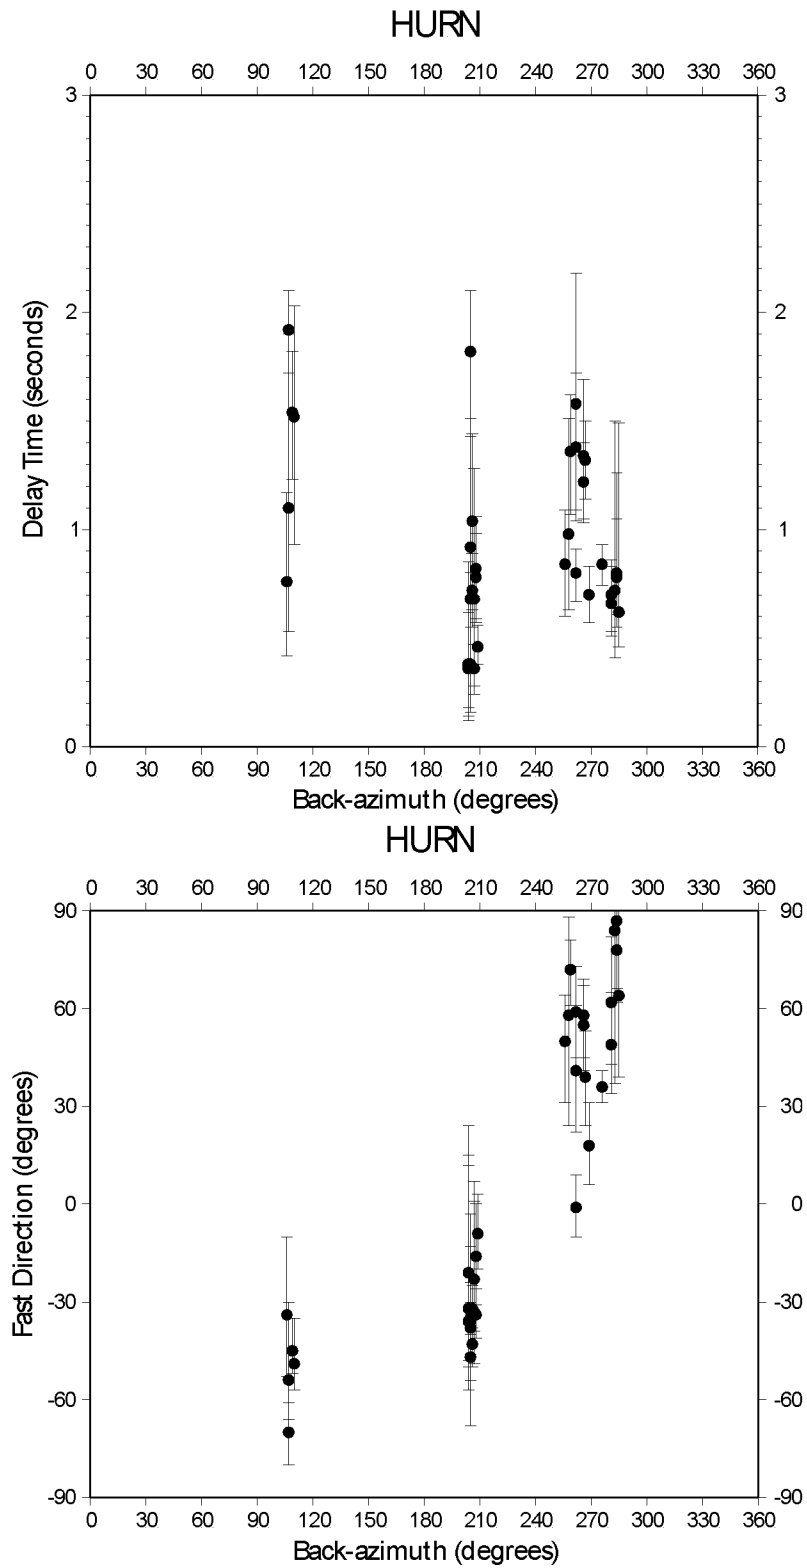 HURN
0 30 60 90 120 150 180 210 240 270 300 330 360
3 3
2 2
Delay Time (seconds)
1 1
0 0
0 30 60 90 120 150 180 210 240 270 300 330 360
Back-azimuth (degrees)
HURN
0 30 60 90 120 150 180 210 240 270 300 330 360
90 90
60 60
30 30
0 0
Fast Direction (degrees)
-30 -30
-60 -60
-90 -90
0 30 60 90 120 150 180 210 240 270 300 330 360
Back-azimuth (degrees)